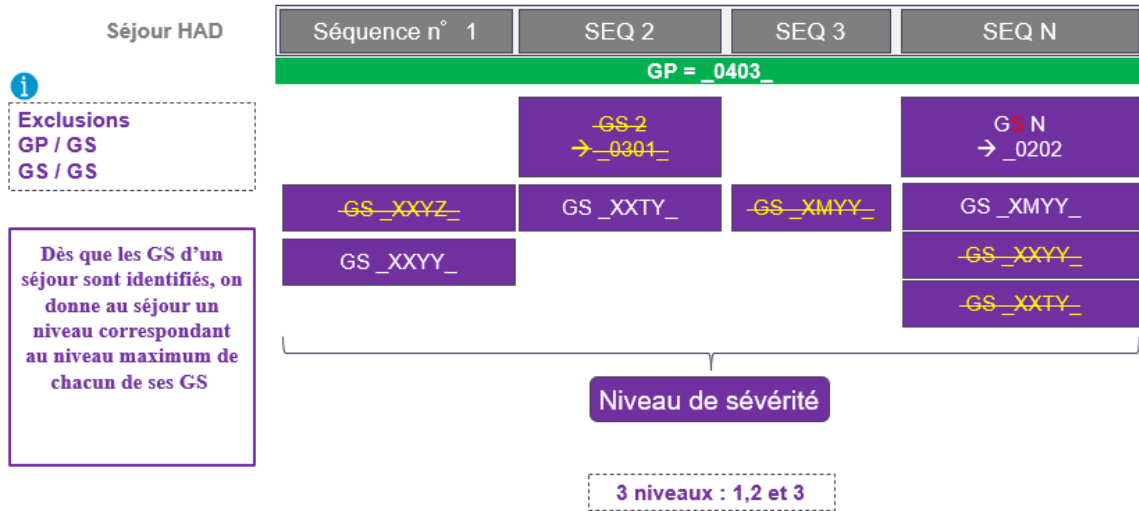 Séjour HAD
Séquence n° 1
SEQ 2
SEQ 3
SEQ N
GP = _0403_
i
Exclusions
GP / GS
GS / GS
GS 2
→ _0301_
GS N
→ _0202
GS _XXYZ_
GS _XXTY_
GS _XMYY_
GS _XMYY_
GS _XXYY_
GS _XXYY_
GS _XXTY_
Dès que les GS d'un
séjour sont identifiés, on
donne au séjour un
niveau correspondant
au niveau maximum de
chacun de ses GS
Niveau de sévérité
3 niveaux : 1,2 et 3